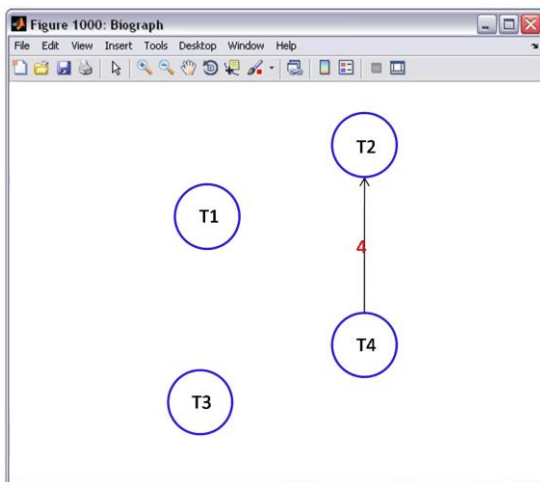 Figure 1000: Biograph
File Edit View Insert Tools Desktop Window Help
T2
T1
4
T4
T3